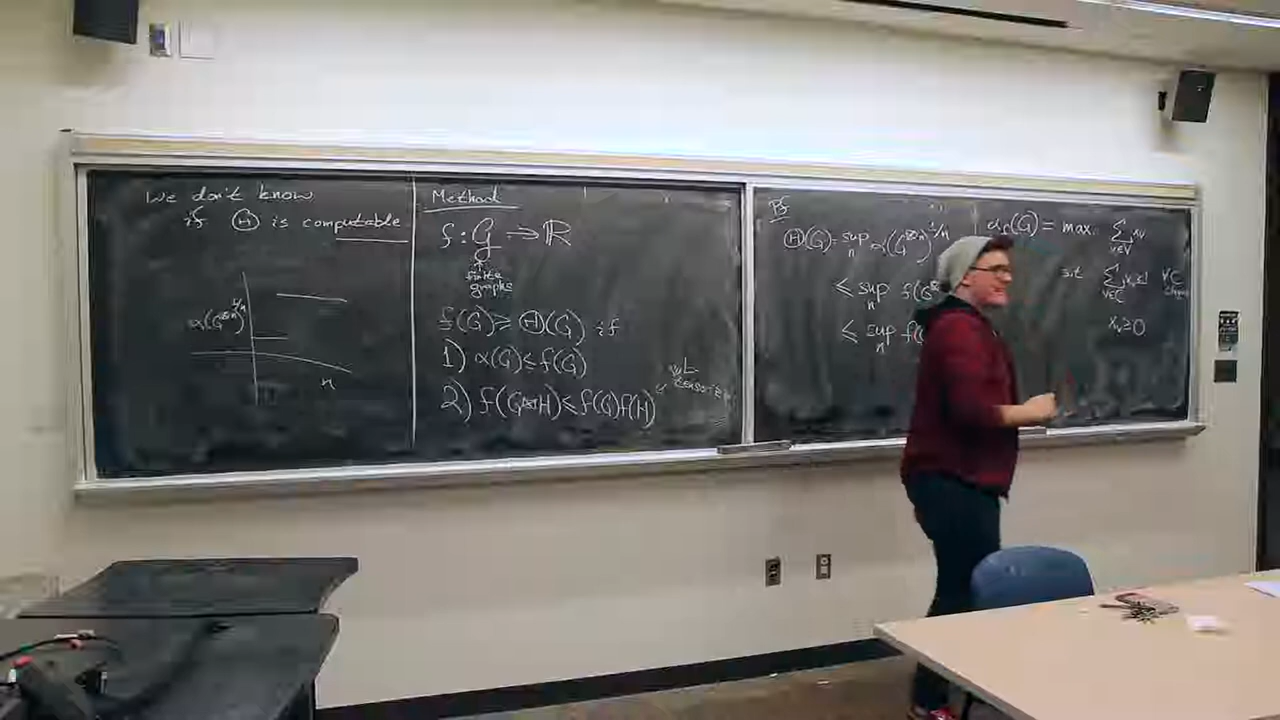 We don't know
if Θ is computable
α(G^{⊠n})^{1/n}
n
Method
f: G → ℝ
↑
finite
graphs
f(G) ≥ Θ(G) if
1) α(G) ≤ f(G)
2) f(G⊠H) ≤ f(G)f(H)
Pf
Θ(G) = sup_n α(G^{⊠n})^{1/n}
≤ sup_n f(G
≤ sup_n f(
α_f(G) = max Σ_{v∈V} x_v
s.t Σ_{v∈C} x_v ≤ 1 ∀C
x_v ≥ 0